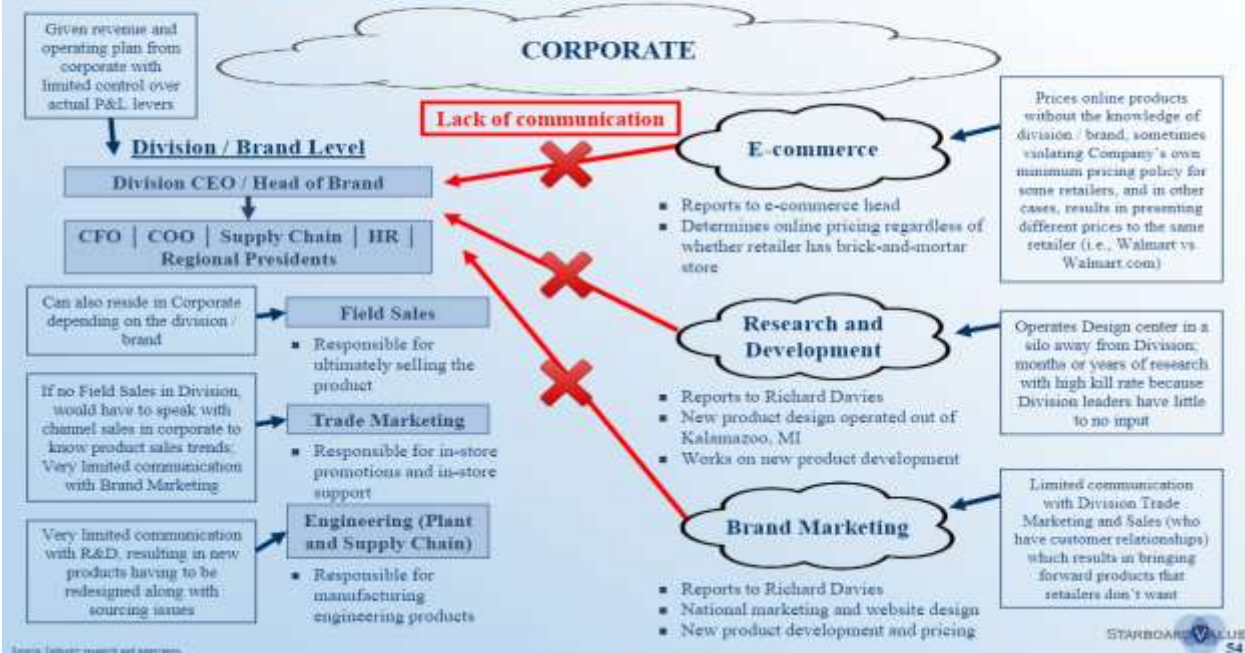 CORPORATE
Given revenue and
operating plan from
corporate with
limited control over
actual P&L levers
Division / Brand Level
Division CEO / Head of Brand
CFO | COO | Supply Chain | HR |
Regional Presidents
Can also reside in Corporate
depending on the division /
brand
Field Sales
▪ Responsible for
ultimately selling the
product
If no Field Sales in Division,
would have to speak with
channel sales in corporate to
know product sales trends;
Very limited communication
with Brand Marketing
Trade Marketing
▪ Responsible for in-store
promotions and in-store
support
Very limited communication
with R&D, resulting in new
products having to be
redesigned along with
sourcing issues
Engineering (Plant
and Supply Chain)
▪ Responsible for
manufacturing
engineering products
Lack of communication
E-commerce
▪ Reports to e-commerce head
▪ Determines online pricing regardless of
whether retailer has brick-and-mortar
store
Prices online products
without the knowledge of
division / brand, sometimes
violating Company's own
minimum pricing policy for
some retailers, and in other
cases, results in presenting
different prices to the same
retailer (i.e., Walmart vs
Walmart.com)
Research and
Development
▪ Reports to Richard Davies
▪ New product design operated out of
Kalamazoo, MI
▪ Works on new product development
Operates Design center in a
silo away from Division;
months or years of research
with high kill rate because
Division leaders have little
to no input
Brand Marketing
▪ Reports to Richard Davies
▪ National marketing and website design
▪ New product development and pricing
Limited communication
with Division Trade
Marketing and Sales (who
have customer relationships)
which results in bringing
forward products that
retailers don't want
Source: Industry research and interviews.
STARBOARD VALUE
54